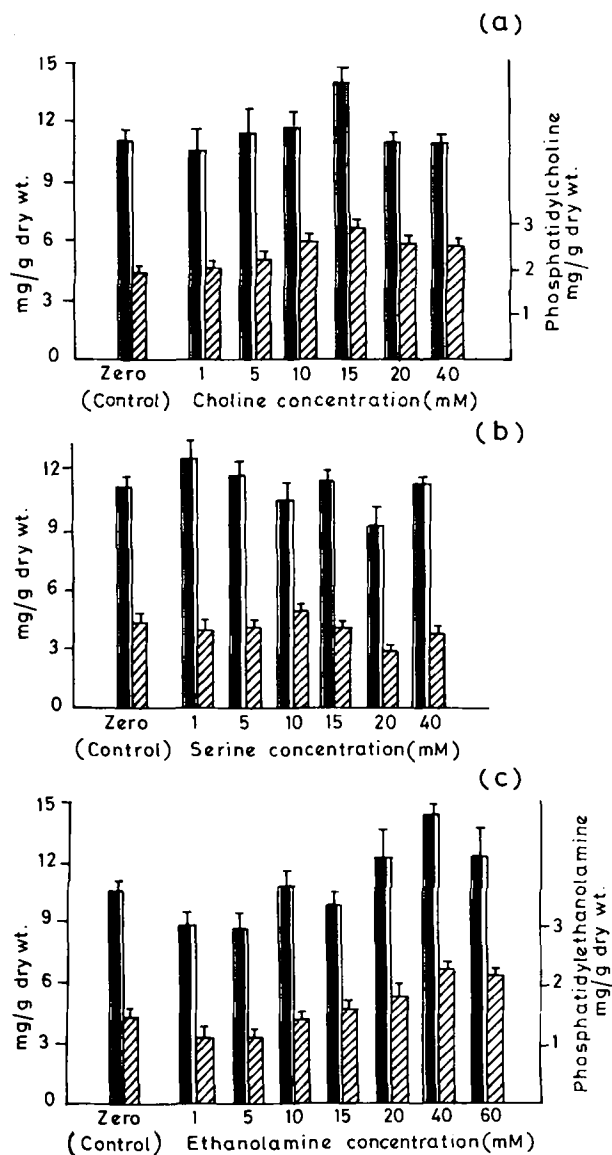 (a)
15
12
9
6
3
0
mg/g dry wt.
3
2
1
Phosphatidylcholine
mg/g dry wt.
Zero 1 5 10 15 20 40
(Control) Choline concentration(mM)
(b)
12
9
6
3
0
mg/g dry wt.
Zero 1 5 10 15 20 40
(Control) Serine concentration(mM)
(c)
15
12
9
6
3
0
mg/g dry wt.
3
2
1
Phosphatidylethanolamine
mg/g dry wt.
Zero 1 5 10 15 20 40 60
(Control) Ethanolamine concentration(mM)